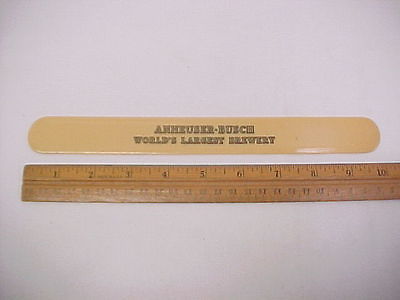 ANHEUSER-BUSCH
WORLD'S LARGEST BREWERY
1 2 3 4 5 6 7 8 9 10